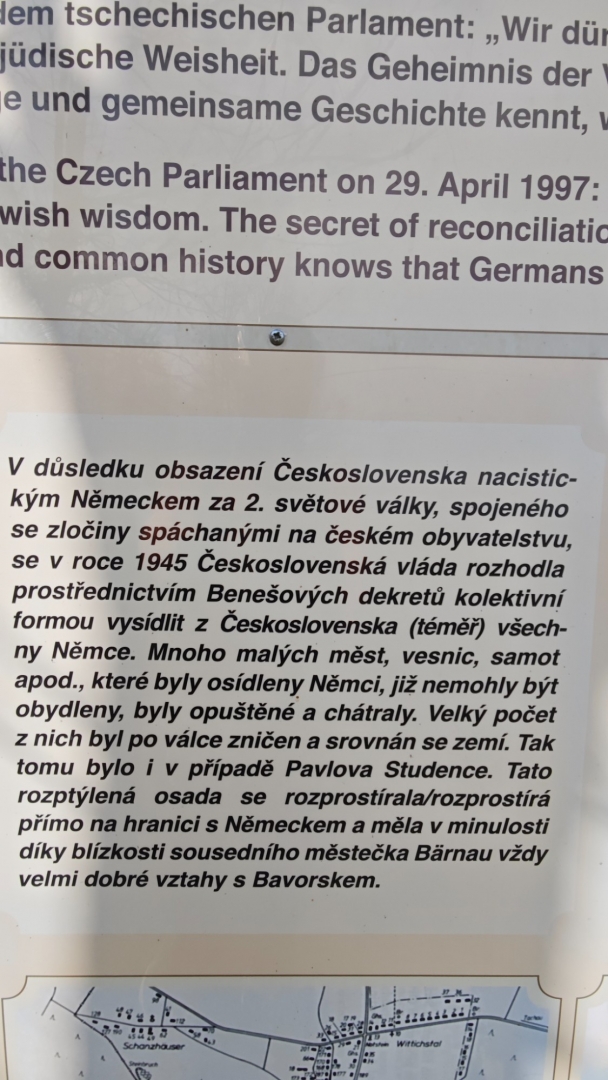 dem tschechischen Parlament: „Wir dür
jüdische Weisheit. Das Geheimnis der V
ge und gemeinsame Geschichte kennt, w
the Czech Parliament on 29. April 1997:
wish wisdom. The secret of reconciliatio
nd common history knows that Germans
V důsledku obsazení Československa nacistic-
kým Německem za 2. světové války, spojeného
se zločiny spáchanými na českém obyvatelstvu,
se v roce 1945 Československá vláda rozhodla
prostřednictvím Benešových dekretů kolektivní
formou vysídlit z Československa (téměř) všech-
ny Němce. Mnoho malých měst, vesnic, samot
apod., které byly osídleny Němci, již nemohly být
obydleny, byly opuštěné a chátraly. Velký počet
z nich byl po válce zničen a srovnán se zemí. Tak
tomu bylo i v případě Pavlova Studence. Tato
rozptýlená osada se rozprostírala/rozprostírá
přímo na hranici s Německem a měla v minulosti
díky blízkosti sousedního městečka Bärnau vždy
velmi dobré vztahy s Bavorskem.
Schanzhäuser
Wittichstal